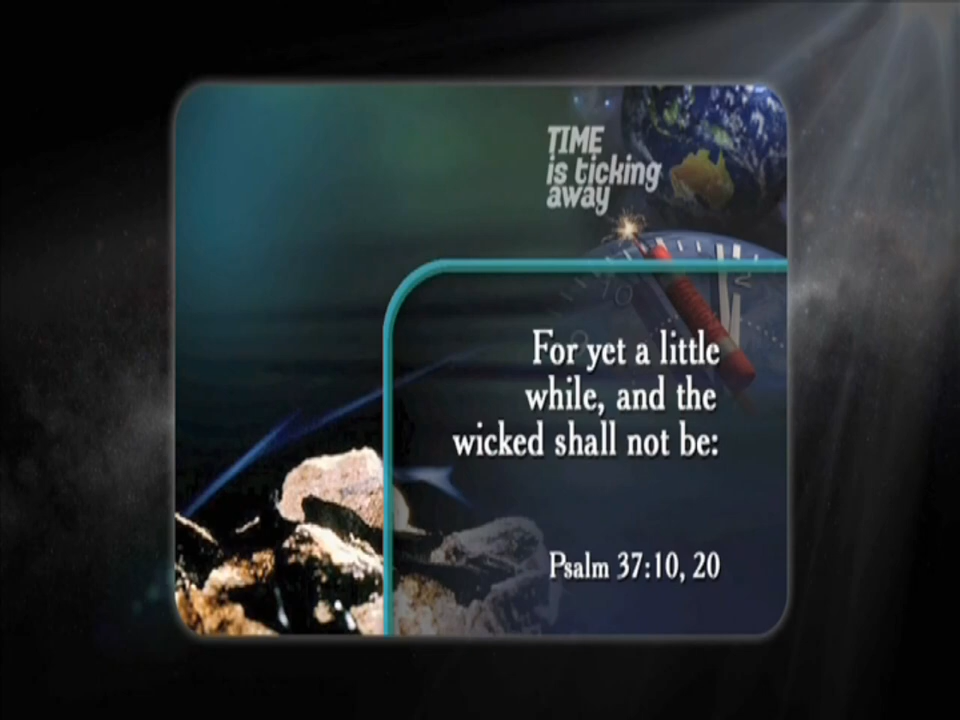 TIME
is ticking
away
For yet a little
while, and the
wicked shall not be:
Psalm 37:10, 20